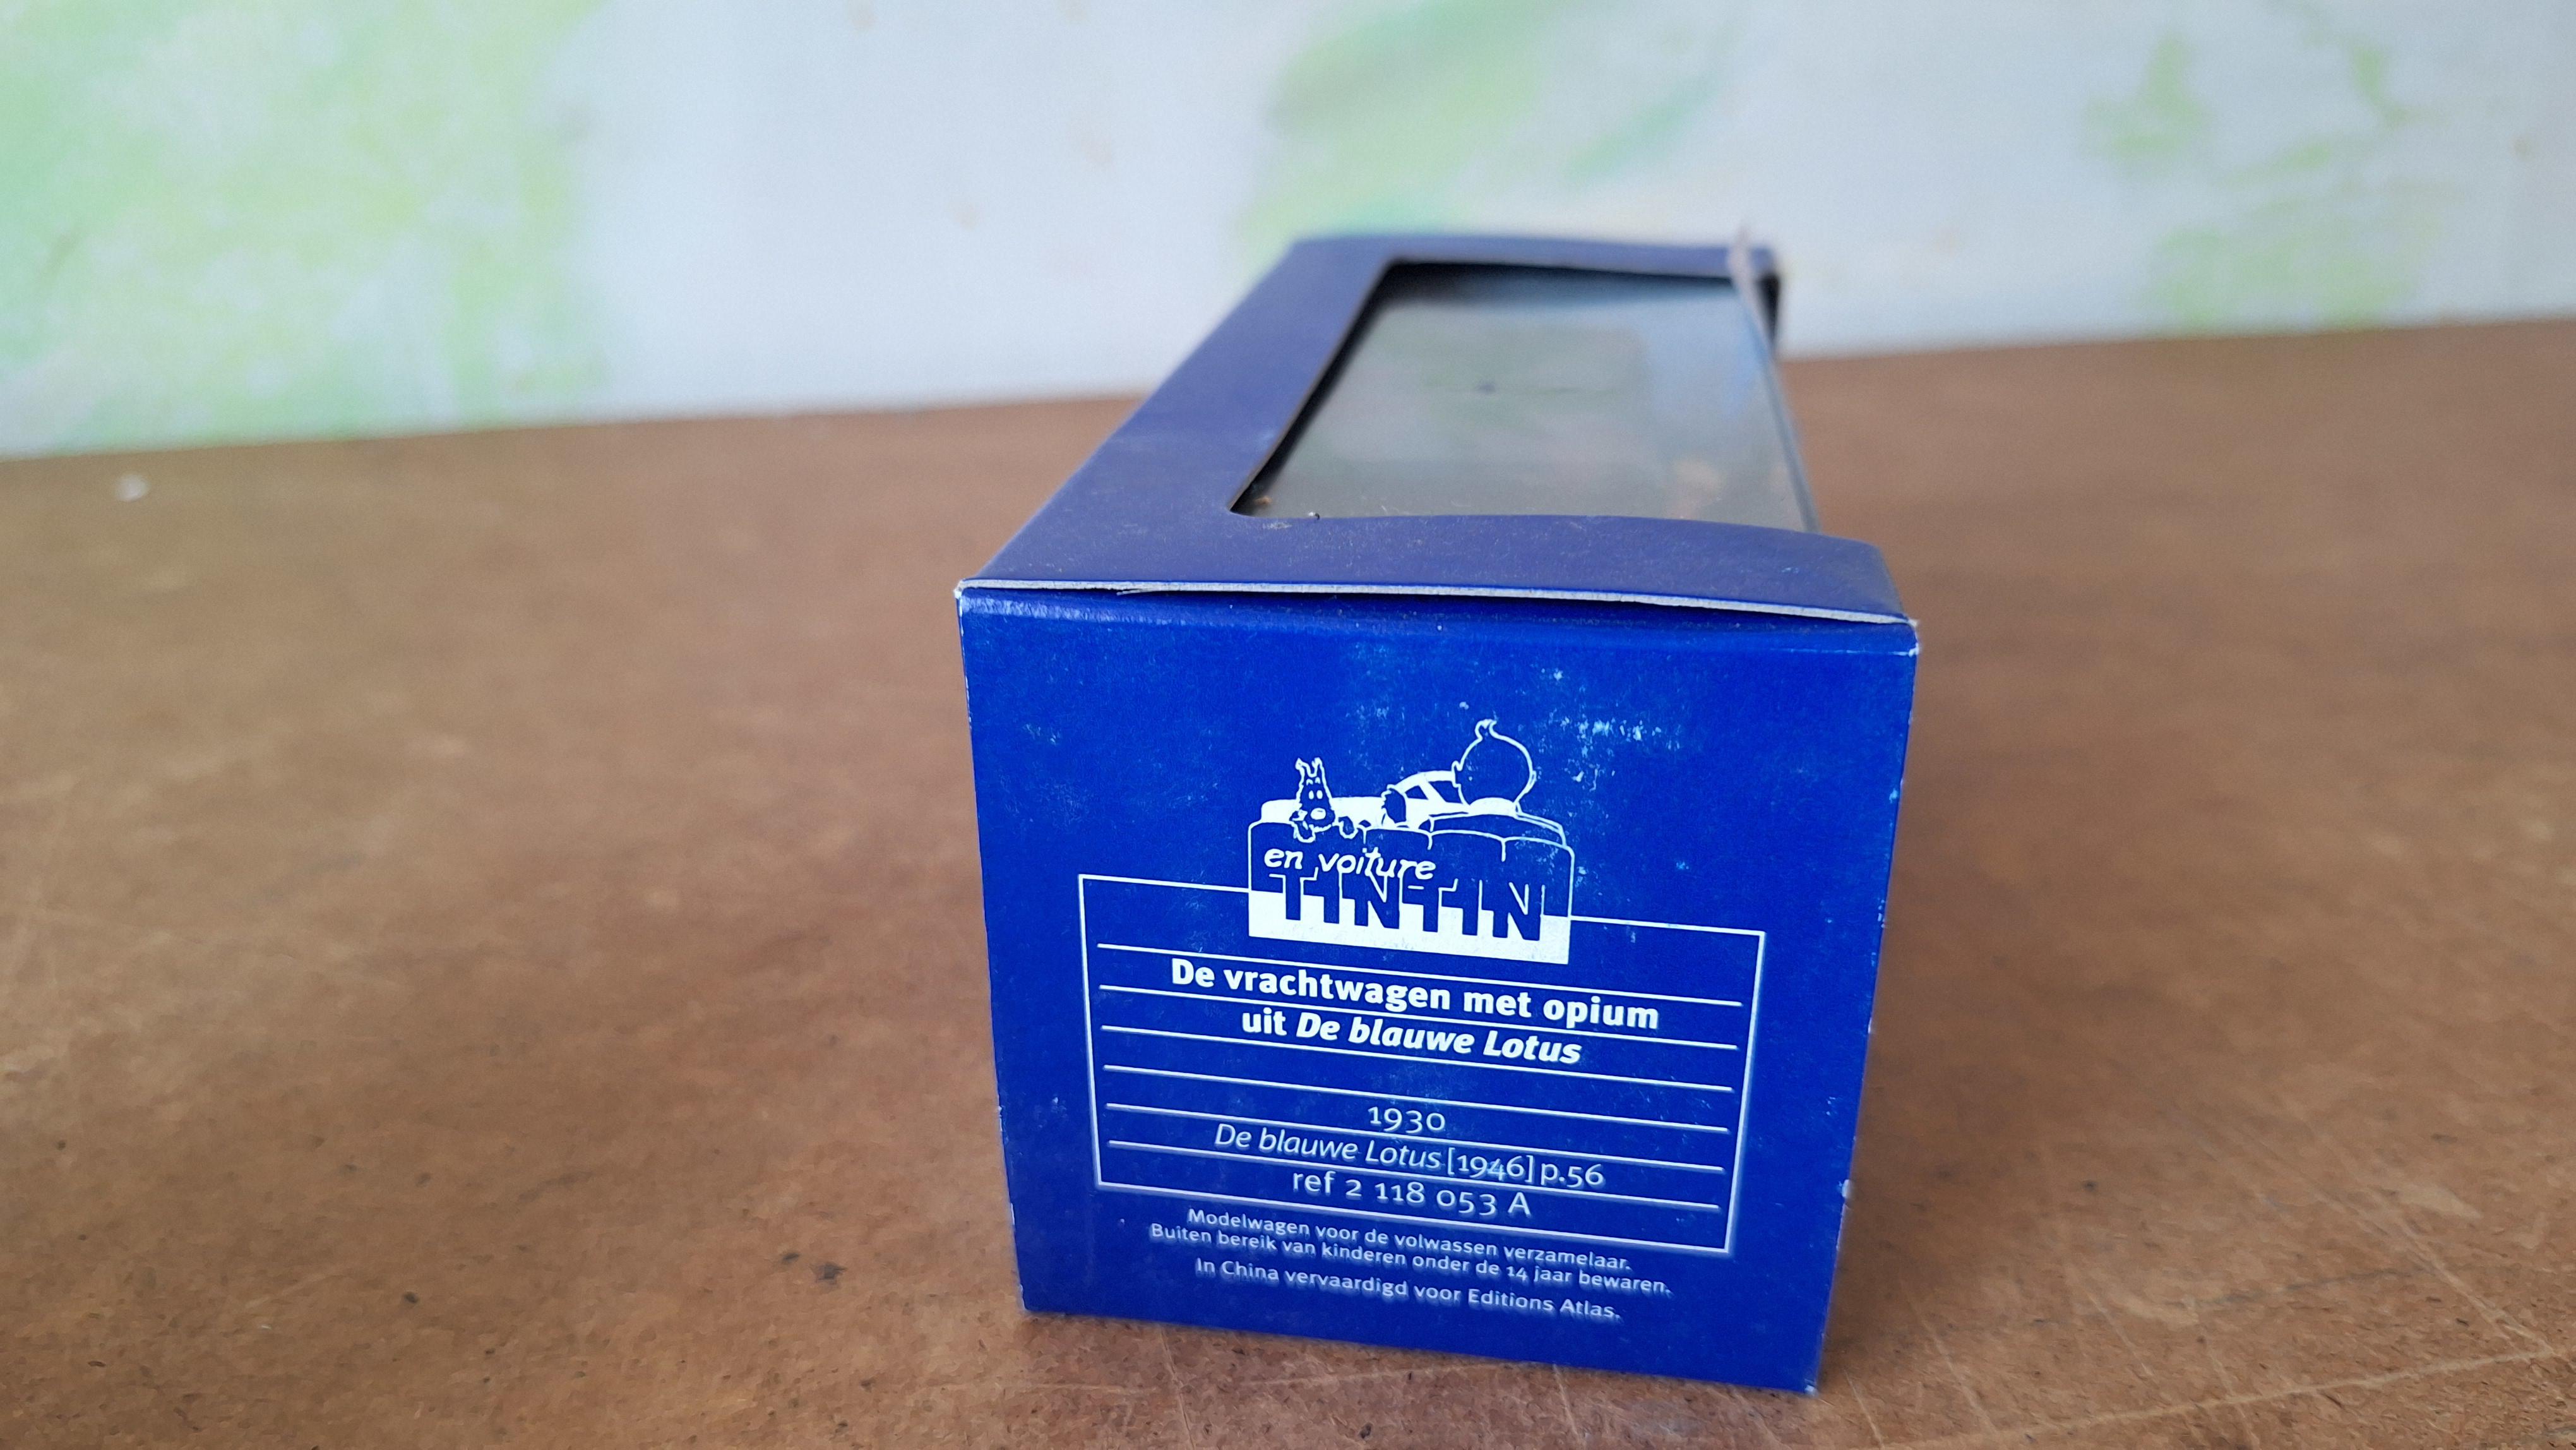 en voiture
TINTIN
De vrachtwagen met opium
uit De blauwe Lotus
1930
De blauwe Lotus [1946] p.56
ref 2 118 053 A
Modelwagen voor de volwassen verzamelaar.
Buiten bereik van kinderen onder de 14 jaar bewaren.
In China vervaardigd voor Editions Atlas.